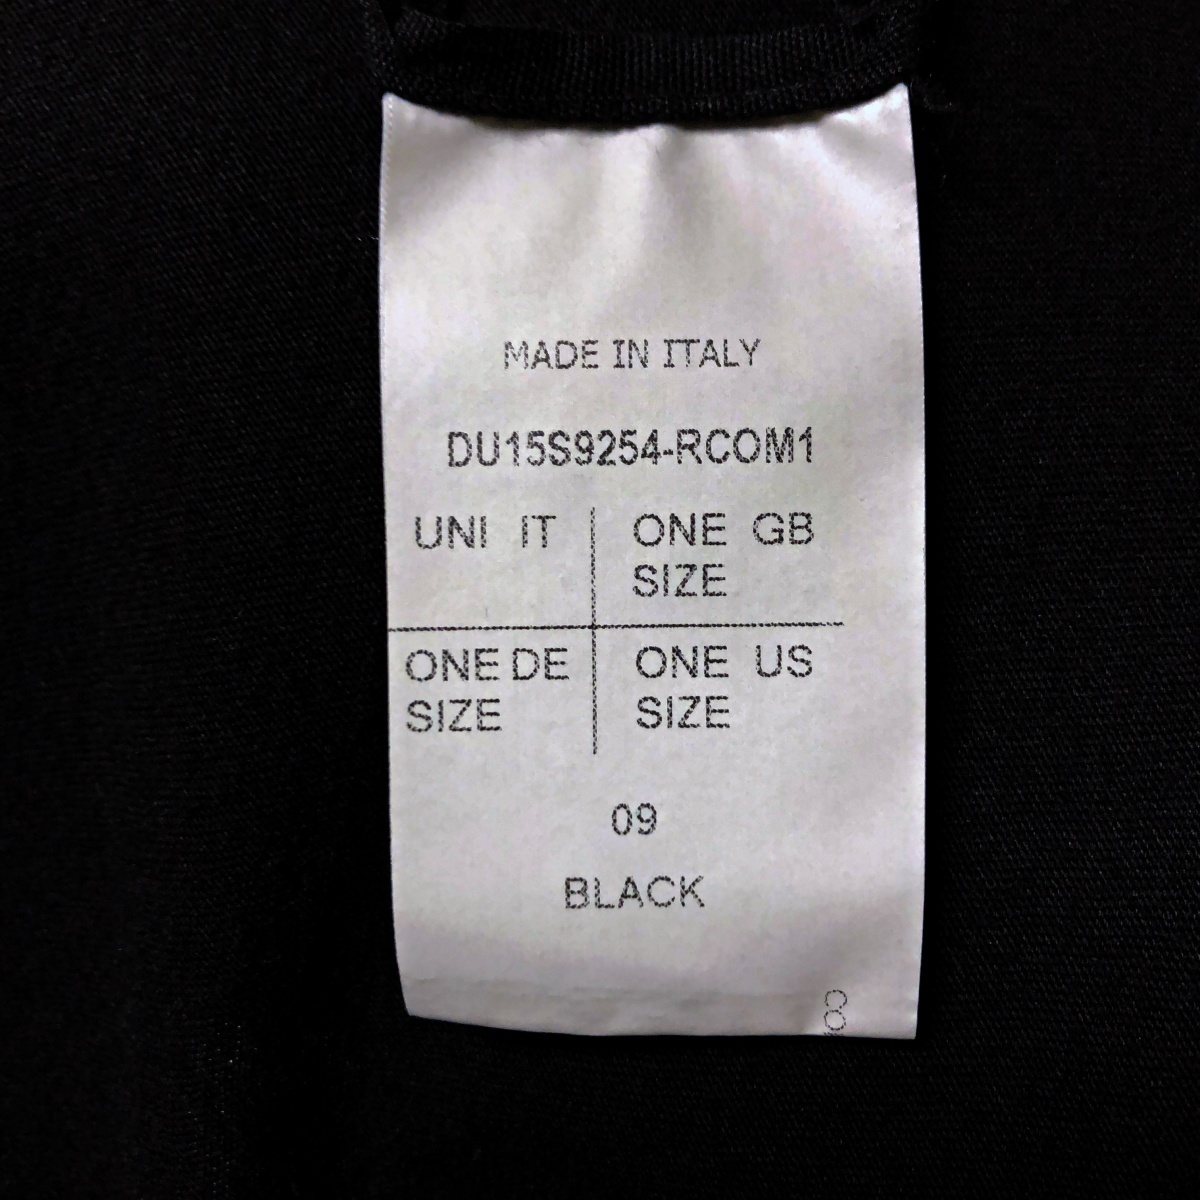 MADE IN ITALY
DU15S9254-RCOM1
UNI IT
ONE GB
SIZE
ONE DE
SIZE
ONE US
SIZE
09
BLACK